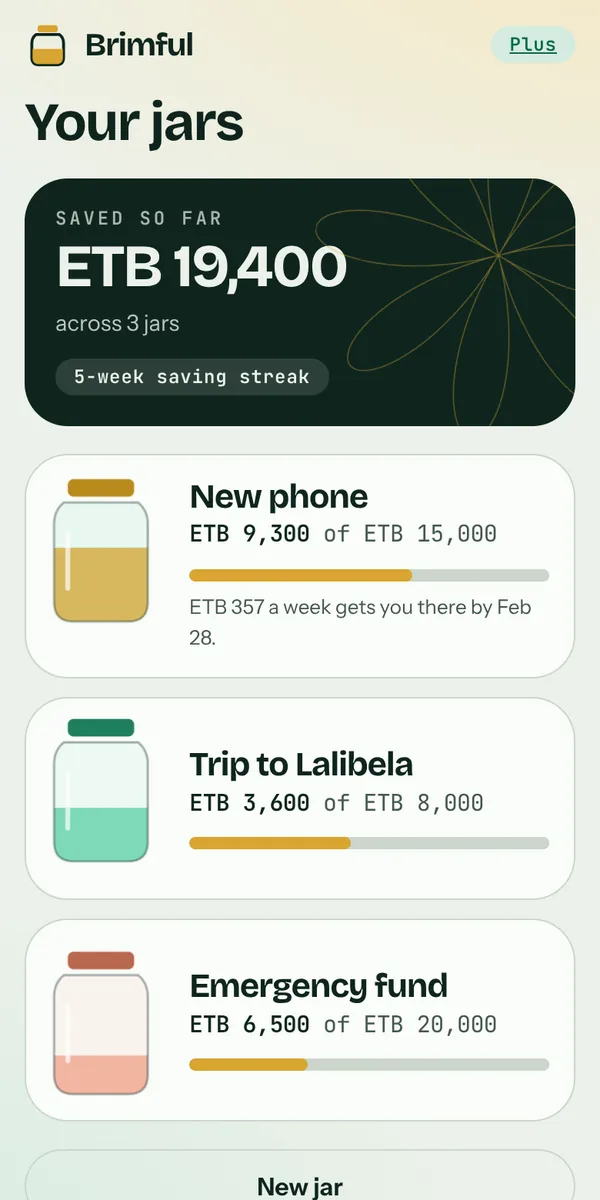 Brimful
Plus
Your jars
SAVED SO FAR
ETB 19,400
across 3 jars
5-week saving streak
New phone
ETB 9,300 of ETB 15,000
ETB 357 a week gets you there by Feb
28.
Trip to Lalibela
ETB 3,600 of ETB 8,000
Emergency fund
ETB 6,500 of ETB 20,000
New jar